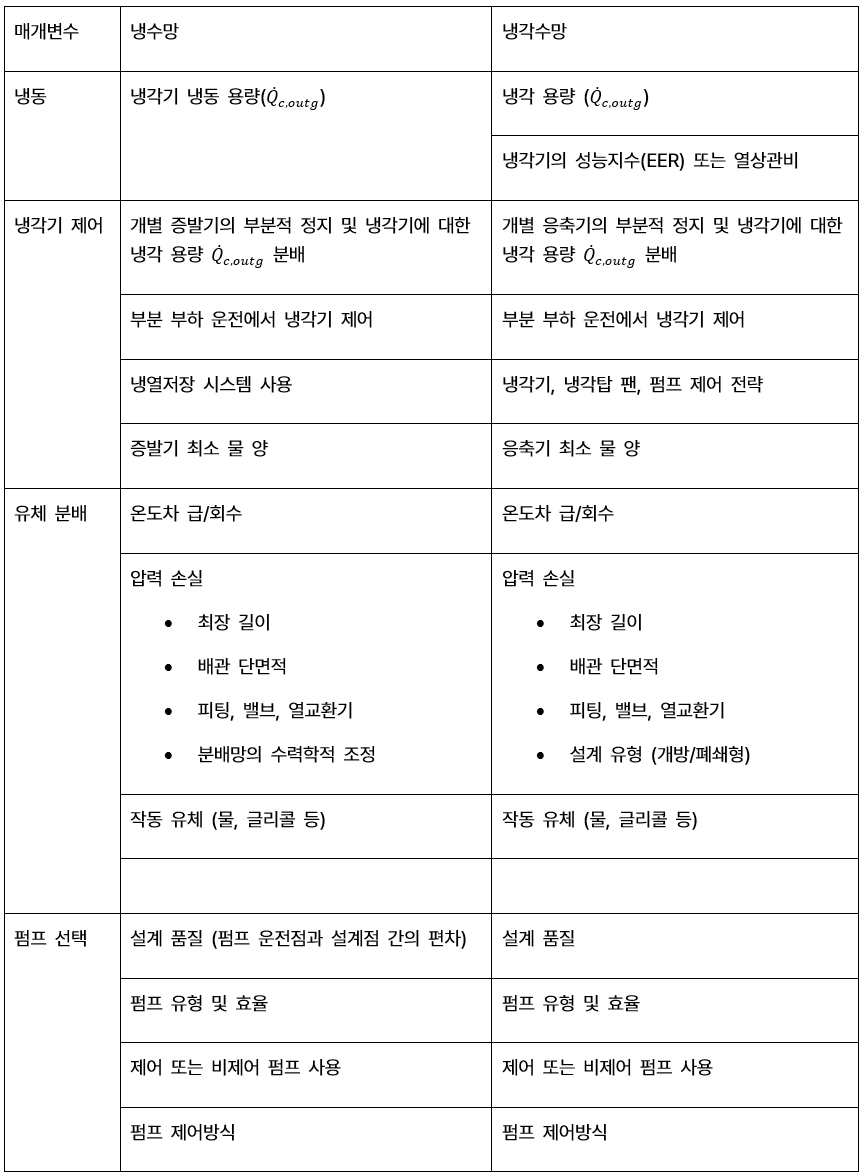 매개변수 냉수망 냉각수망
냉동 냉각기 냉동 용량(Q̇c,outg) 냉각 용량 (Q̇c,outg)
냉각기의 성능지수(EER) 또는 열상관비
냉각기 제어 개별 증발기의 부분적 정지 및 냉각기에 대한 개별 응축기의 부분적 정지 및 냉각기에 대한
냉각 용량 Q̇c,outg 분배 냉각 용량 Q̇c,outg 분배
부분 부하 운전에서 냉각기 제어 부분 부하 운전에서 냉각기 제어
냉열저장 시스템 사용 냉각기, 냉각탑 팬, 펌프 제어 전략
증발기 최소 물 양 응축기 최소 물 양
유체 분배 온도차 급/회수 온도차 급/회수
압력 손실 압력 손실
• 최장 길이 • 최장 길이
• 배관 단면적 • 배관 단면적
• 피팅, 밸브, 열교환기 • 피팅, 밸브, 열교환기
• 분배망의 수력학적 조정 • 설계 유형 (개방/폐쇄형)
작동 유체 (물, 글리콜 등) 작동 유체 (물, 글리콜 등)
펌프 선택 설계 품질 (펌프 운전점과 설계점 간의 편차) 설계 품질
펌프 유형 및 효율 펌프 유형 및 효율
제어 또는 비제어 펌프 사용 제어 또는 비제어 펌프 사용
펌프 제어방식 펌프 제어방식